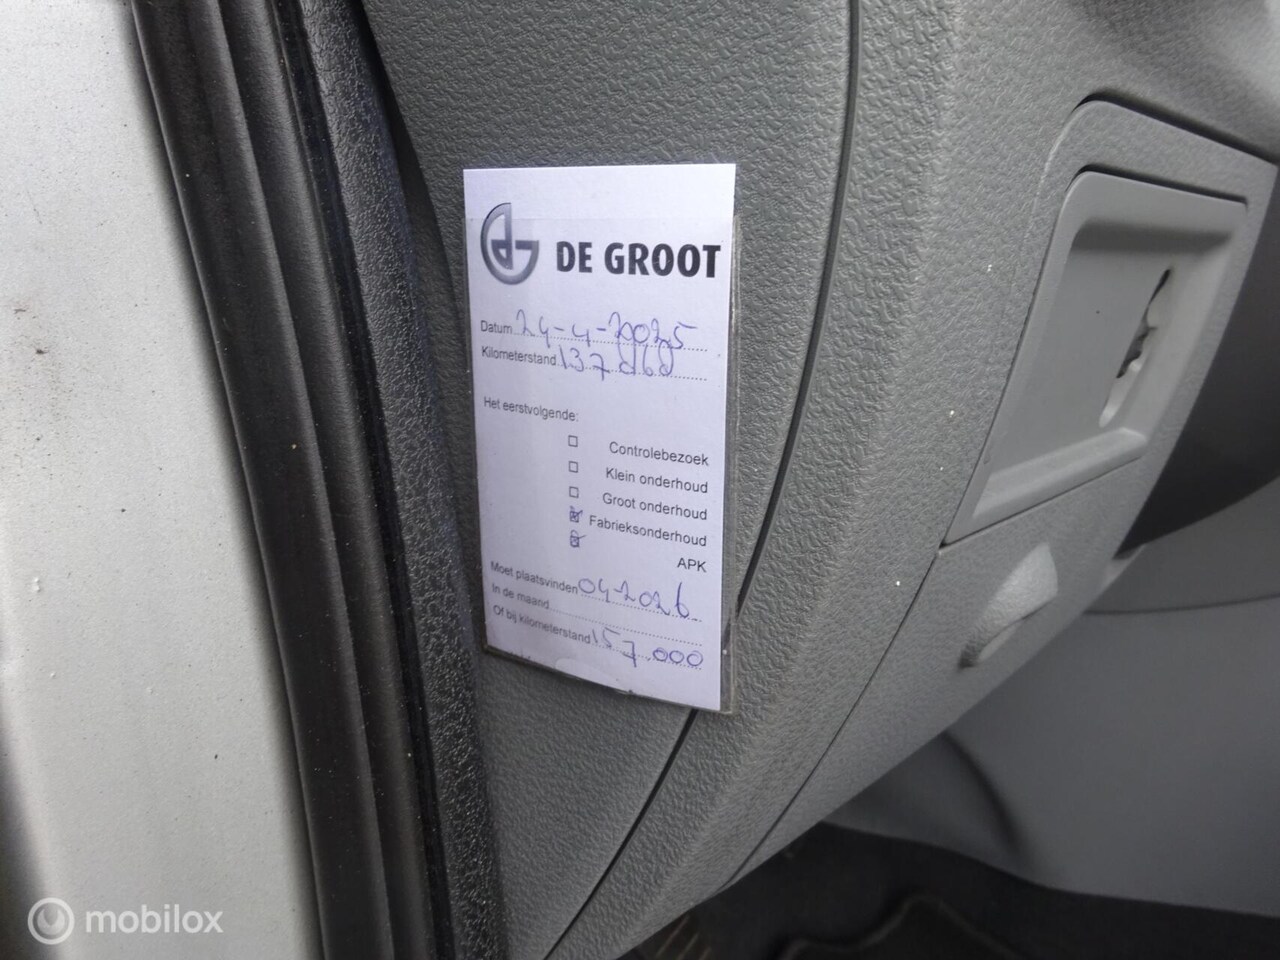 DE GROOT
Datum 24-4-2025
Kilometerstand 137
Het eerstvolgende:
Controlebezoek
Klein onderhoud
Groot onderhoud
Fabrieksonderhoud
APK
Moet plaatsvinden 04-2026
In de maand
Of bij kilometerstand 157.000
mobilox